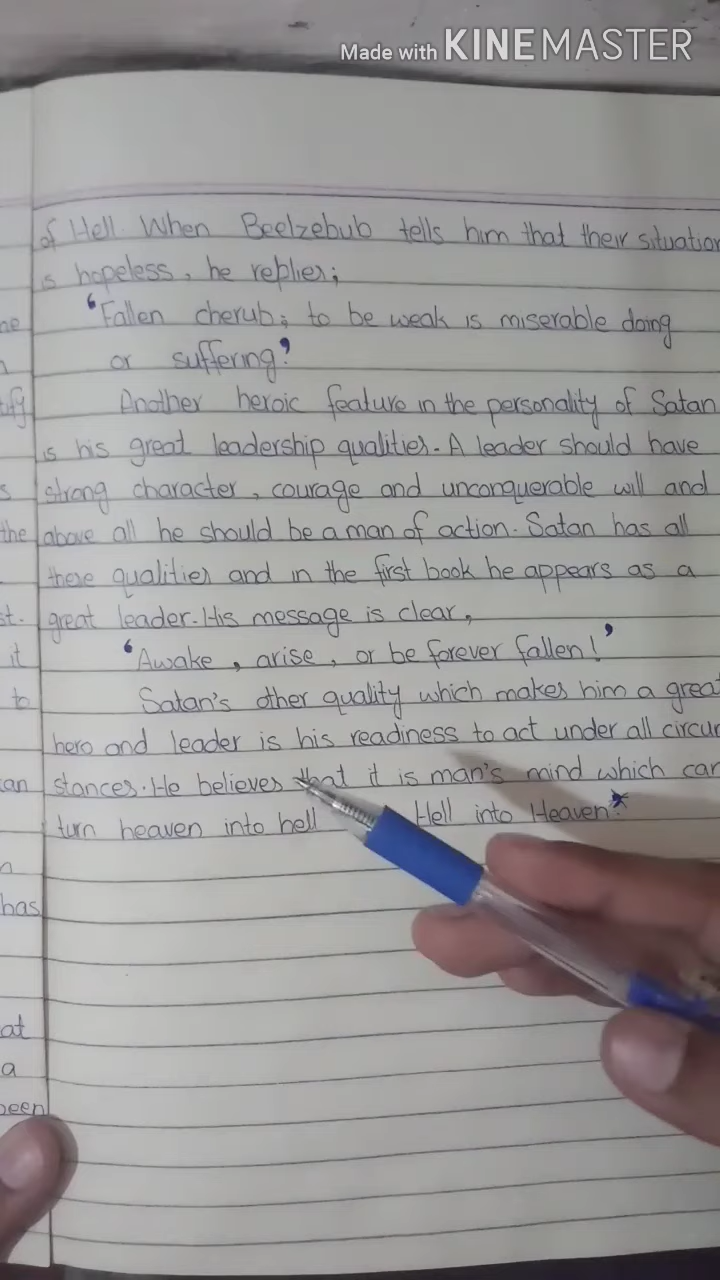 Made with KINEMASTER
of Hell. When Beelzebub tells him that their situation
is hopeless, he replies;
'Fallen cherub; to be weak is miserable doing
or suffering'
Another heroic feature in the personality of Satan
is his great leadership qualities. A leader should have
strong character, courage and unconquerable will and
the above all he should be a man of action. Satan has all
these qualities and in the first book he appears as a
great leader. His message is clear,
it 'Awake, arise, or be forever fallen!'
to Satan's other quality which makes him a great
hero and leader is his readiness to act under all circum
stances. He believes that it is man's mind which can
turn heaven into hell Hell into Heaven.
has
at
a
been